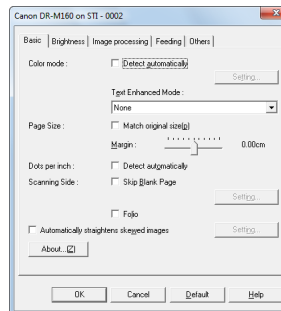 Canon DR-M160 on STI - 0002
Basic Brightness Image processing Feeding Others
Color mode : Detect automatically
Setting...
Text Enhanced Mode :
None
Page Size : Match original size(p)
Margin : 0.00cm
Dots per inch : Detect automatically
Scanning Side : Skip Blank Page
Setting...
Folio
Automatically straightens skewed images Setting...
About...(Z)
OK Cancel Default Help